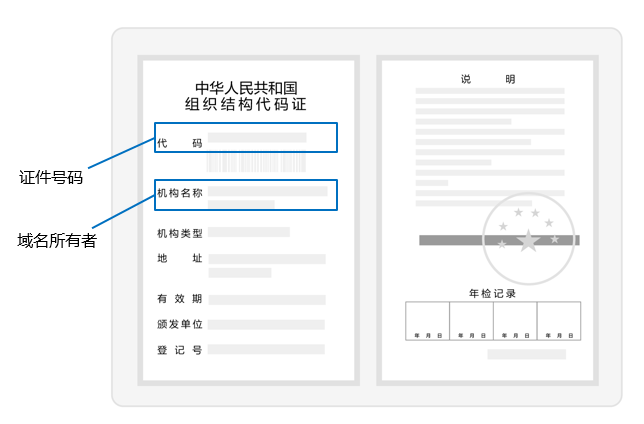 中华人民共和国
组织结构代码证
代 码
证件号码
机构名称
域名所有者
机构类型
地 址
有 效 期
颁发单位
登 记 号
说 明
年检记录
年 月 日 年 月 日 年 月 日 年 月 日